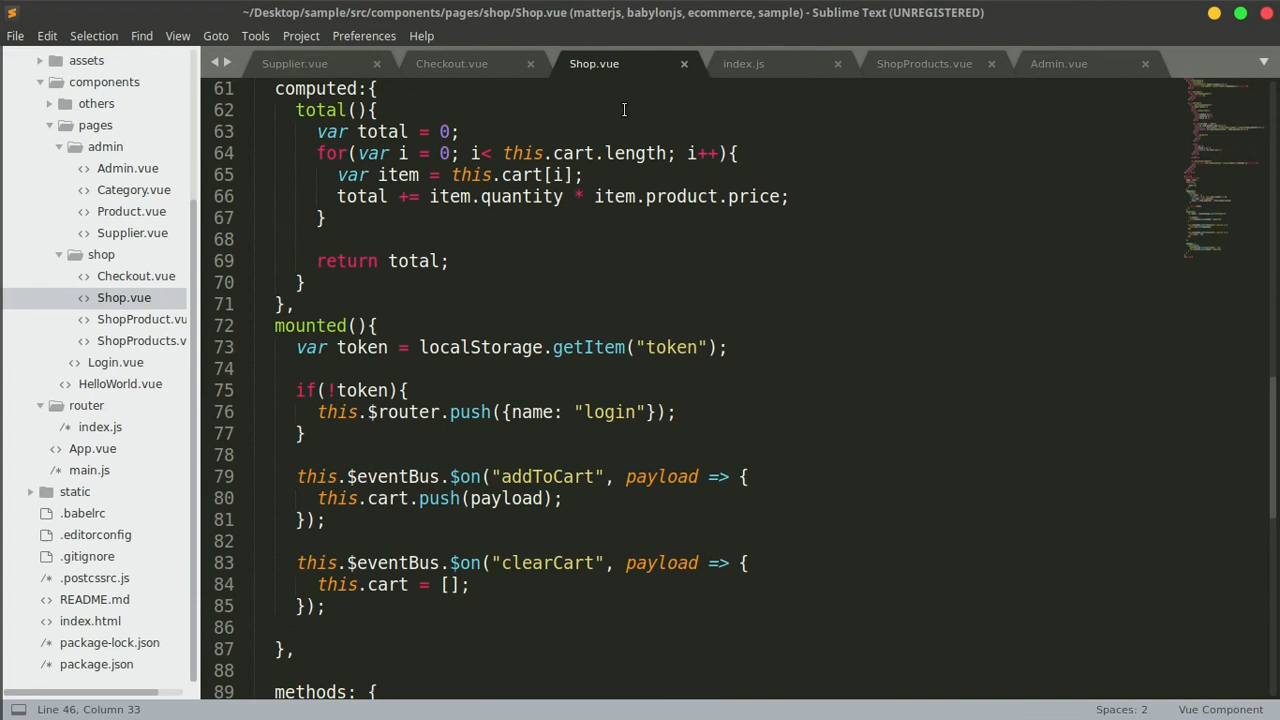 ~/Desktop/sample/src/components/pages/shop/Shop.vue (matterjs, babylonjs, ecommerce, sample) - Sublime Text (UNREGISTERED)
File Edit Selection Find View Goto Tools Project Preferences Help
Supplier.vue Checkout.vue Shop.vue index.js ShopProducts.vue Admin.vue
assets
components
others
pages
admin
Admin.vue
Category.vue
Product.vue
Supplier.vue
shop
Checkout.vue
Shop.vue
ShopProduct.vu
ShopProducts.v
Login.vue
HelloWorld.vue
router
index.js
App.vue
main.js
static
.babelrc
.editorconfig
.gitignore
.postcssrc.js
README.md
index.html
package-lock.json
package.json
61 computed:{
62 total(){
63 var total = 0;
64 for(var i = 0; i< this.cart.length; i++){
65 var item = this.cart[i];
66 total += item.quantity * item.product.price;
67 }
68
69 return total;
70 }
71 },
72 mounted(){
73 var token = localStorage.getItem("token");
74
75 if(!token){
76 this.$router.push({name: "login"});
77 }
78
79 this.$eventBus.$on("addToCart", payload => {
80 this.cart.push(payload);
81 });
82
83 this.$eventBus.$on("clearCart", payload => {
84 this.cart = [];
85 });
86
87 },
88
89 methods: {
Line 46, Column 33 Spaces: 2 Vue Component